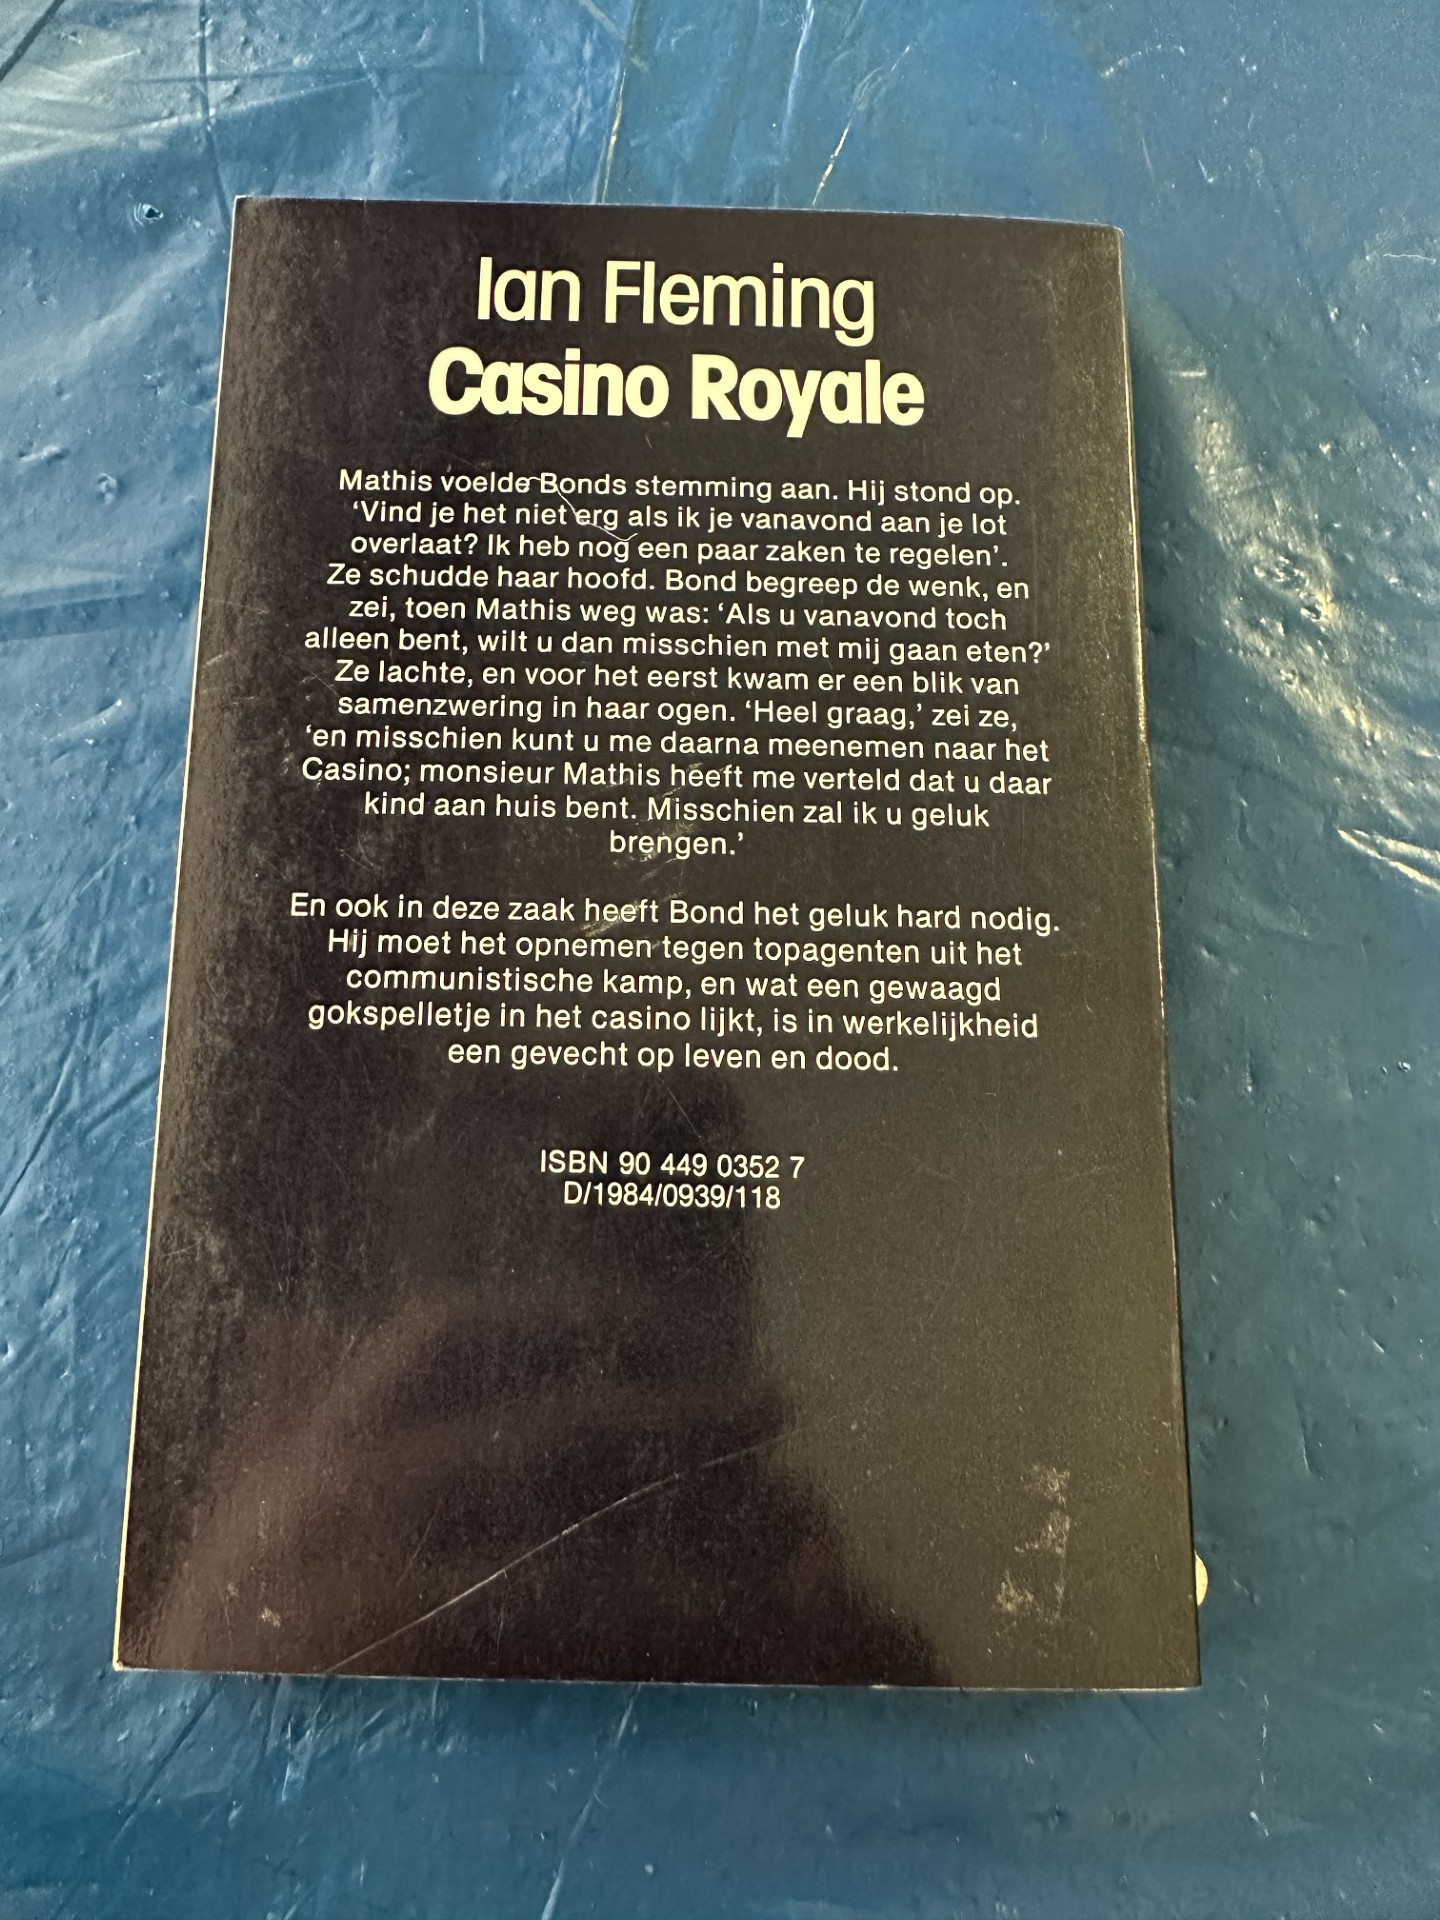 Ian Fleming
Casino Royale
Mathis voelde Bonds stemming aan. Hij stond op.
‘Vind je het niet erg als ik je vanavond aan je lot
overlaat? Ik heb nog een paar zaken te regelen’.
Ze schudde haar hoofd. Bond begreep de wenk, en
zei, toen Mathis weg was: ‘Als u vanavond toch
alleen bent, wilt u dan misschien met mij gaan eten?’
Ze lachte, en voor het eerst kwam er een blik van
samenzwering in haar ogen. ‘Heel graag,’ zei ze,
‘en misschien kunt u me daarna meenemen naar het
Casino; monsieur Mathis heeft me verteld dat u daar
kind aan huis bent. Misschien zal ik u geluk
brengen.’
En ook in deze zaak heeft Bond het geluk hard nodig.
Hij moet het opnemen tegen topagenten uit het
communistische kamp, en wat een gewaagd
gokspelletje in het casino lijkt, is in werkelijkheid
een gevecht op leven en dood.
ISBN 90 449 0352 7
D/1984/0939/118